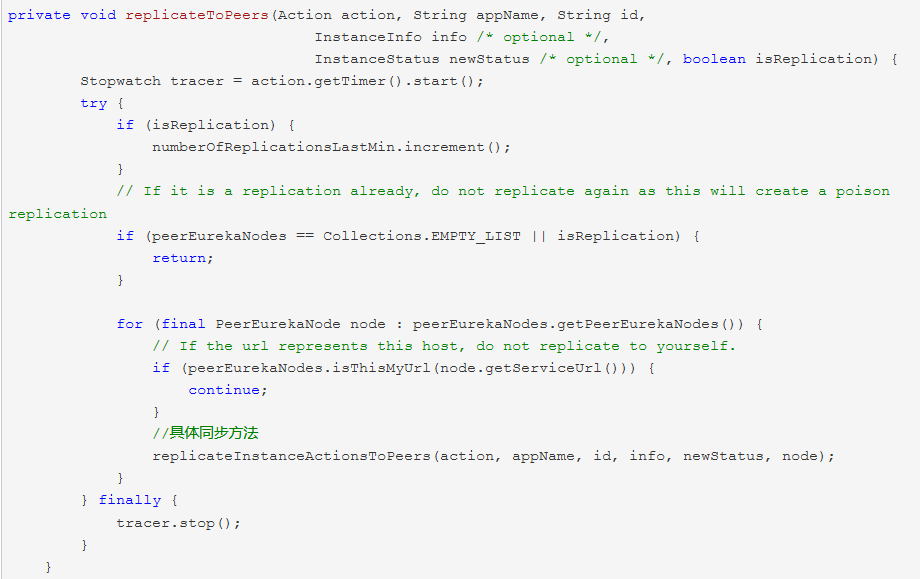 private void replicateToPeers(Action action, String appName, String id,
                                  InstanceInfo info /* optional */,
                                  InstanceStatus newStatus /* optional */, boolean isReplication) {
        Stopwatch tracer = action.getTimer().start();
        try {
            if (isReplication) {
                numberOfReplicationsLastMin.increment();
            }
            // If it is a replication already, do not replicate again as this will create a poison
replication
            if (peerEurekaNodes == Collections.EMPTY_LIST || isReplication) {
                return;
            }

            for (final PeerEurekaNode node : peerEurekaNodes.getPeerEurekaNodes()) {
                // If the url represents this host, do not replicate to yourself.
                if (peerEurekaNodes.isThisMyUrl(node.getServiceUrl())) {
                    continue;
                }
                //具体同步方法
                replicateInstanceActionsToPeers(action, appName, id, info, newStatus, node);
            }
        } finally {
            tracer.stop();
        }
    }